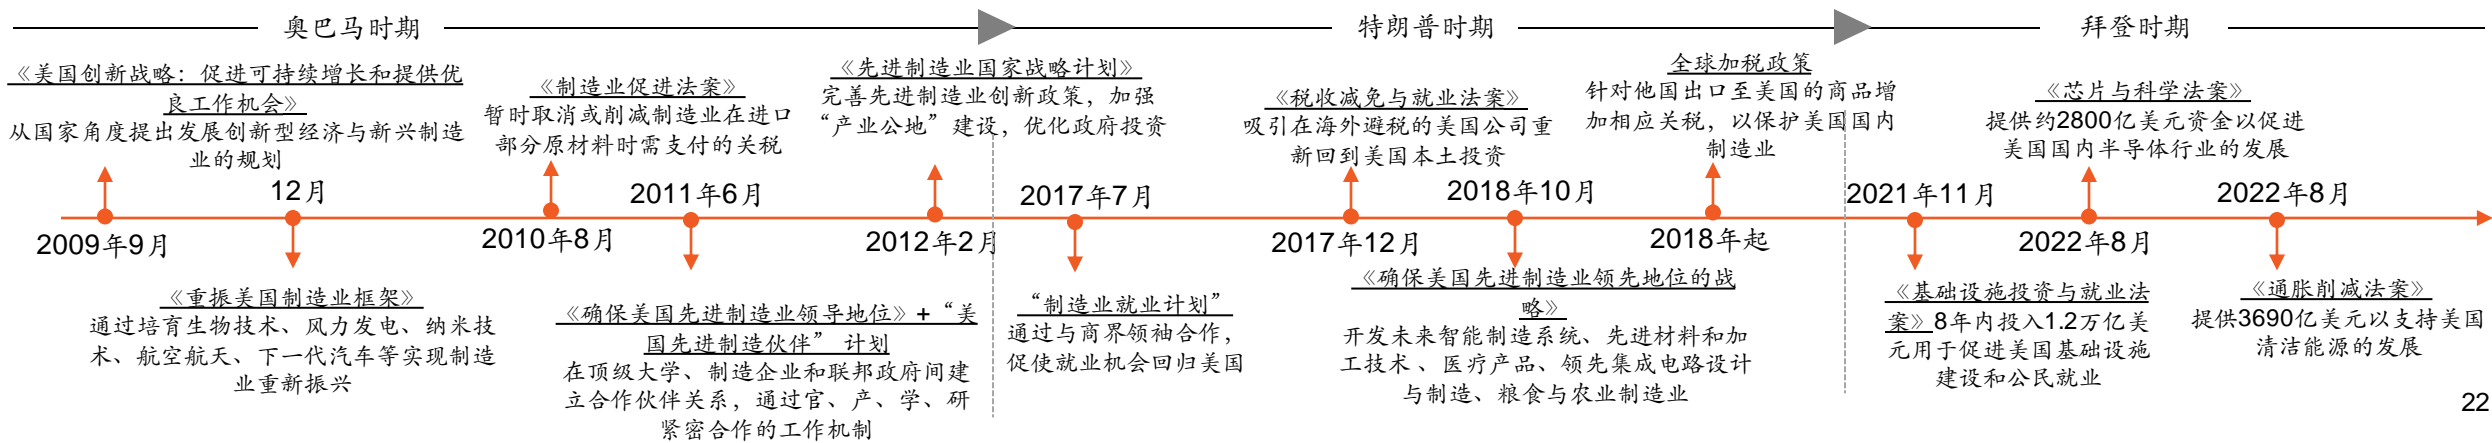 奥巴马时期
特朗普时期
拜登时期
《美国创新战略：促进可持续增长和提供优
良工作机会》
从国家角度提出发展创新型经济与新兴制造
业的规划
《制造业促进法案》
暂时取消或削减制造业在进口
部分原材料时需支付的关税
《先进制造业国家战略计划》
完善先进制造业创新政策，加强
“产业公地”建设，优化政府投资
《税收减免与就业法案》
吸引在海外避税的美国公司重
新回到美国本土投资
全球加税政策
针对他国出口至美国的商品增
加相应关税，以保护美国国内
制造业
《芯片与科学法案》
提供约2800亿美元资金以促进
美国国内半导体行业的发展
2009年9月
12月
2010年8月
2011年6月
2012年2月
2017年7月
2017年12月
2018年10月
2018年起
2021年11月
2022年8月
2022年8月
《重振美国制造业框架》
通过培育生物技术、风力发电、纳米技
术、航空航天、下一代汽车等实现制造
业重新振兴
《确保美国先进制造业领导地位》+“美
国先进制造伙伴” 计划
在顶级大学、制造企业和联邦政府间建
立合作伙伴关系，通过官、产、学、研
紧密合作的工作机制
“制造业就业计划”
通过与商界领袖合作，
促使就业机会回归美国
《确保美国先进制造业领先地位的战
略》
开发未来智能制造系统、先进材料和加
工技术、医疗产品、领先集成电路设计
与制造、粮食与农业制造业
《基础设施投资与就业法
案》8年内投入1.2万亿美
元用于促进美国基础设施
建设和公民就业
《通胀削减法案》
提供3690亿美元以支持美国
清洁能源的发展
22